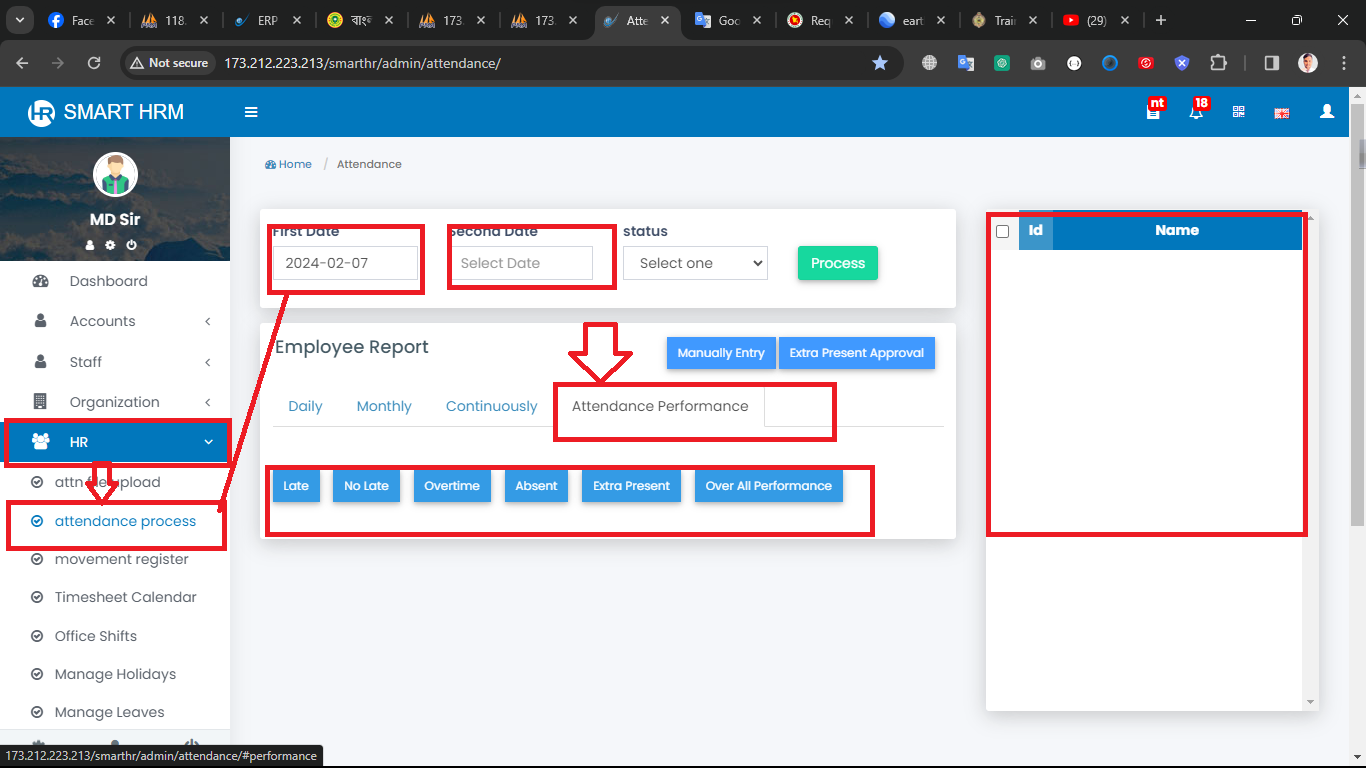 Face
118.
ERP
বাংল
173.
173.
Atte
Goo
Req
eart
Trai
(29)
Not secure
173.212.223.213/smarthr/admin/attendance/
HR SMART HRM
nt
18
MD Sir
Home / Attendance
First Date
Second Date
status
2024-02-07
Select Date
Select one
Process
Id
Name
Employee Report
Manually Entry
Extra Present Approval
Daily
Monthly
Continuously
Attendance Performance
Late
No Late
Overtime
Absent
Extra Present
Over All Performance
Dashboard
Accounts
Staff
Organization
HR
attn file upload
attendance process
movement register
Timesheet Calendar
Office Shifts
Manage Holidays
Manage Leaves
173.212.223.213/smarthr/admin/attendance/#performance